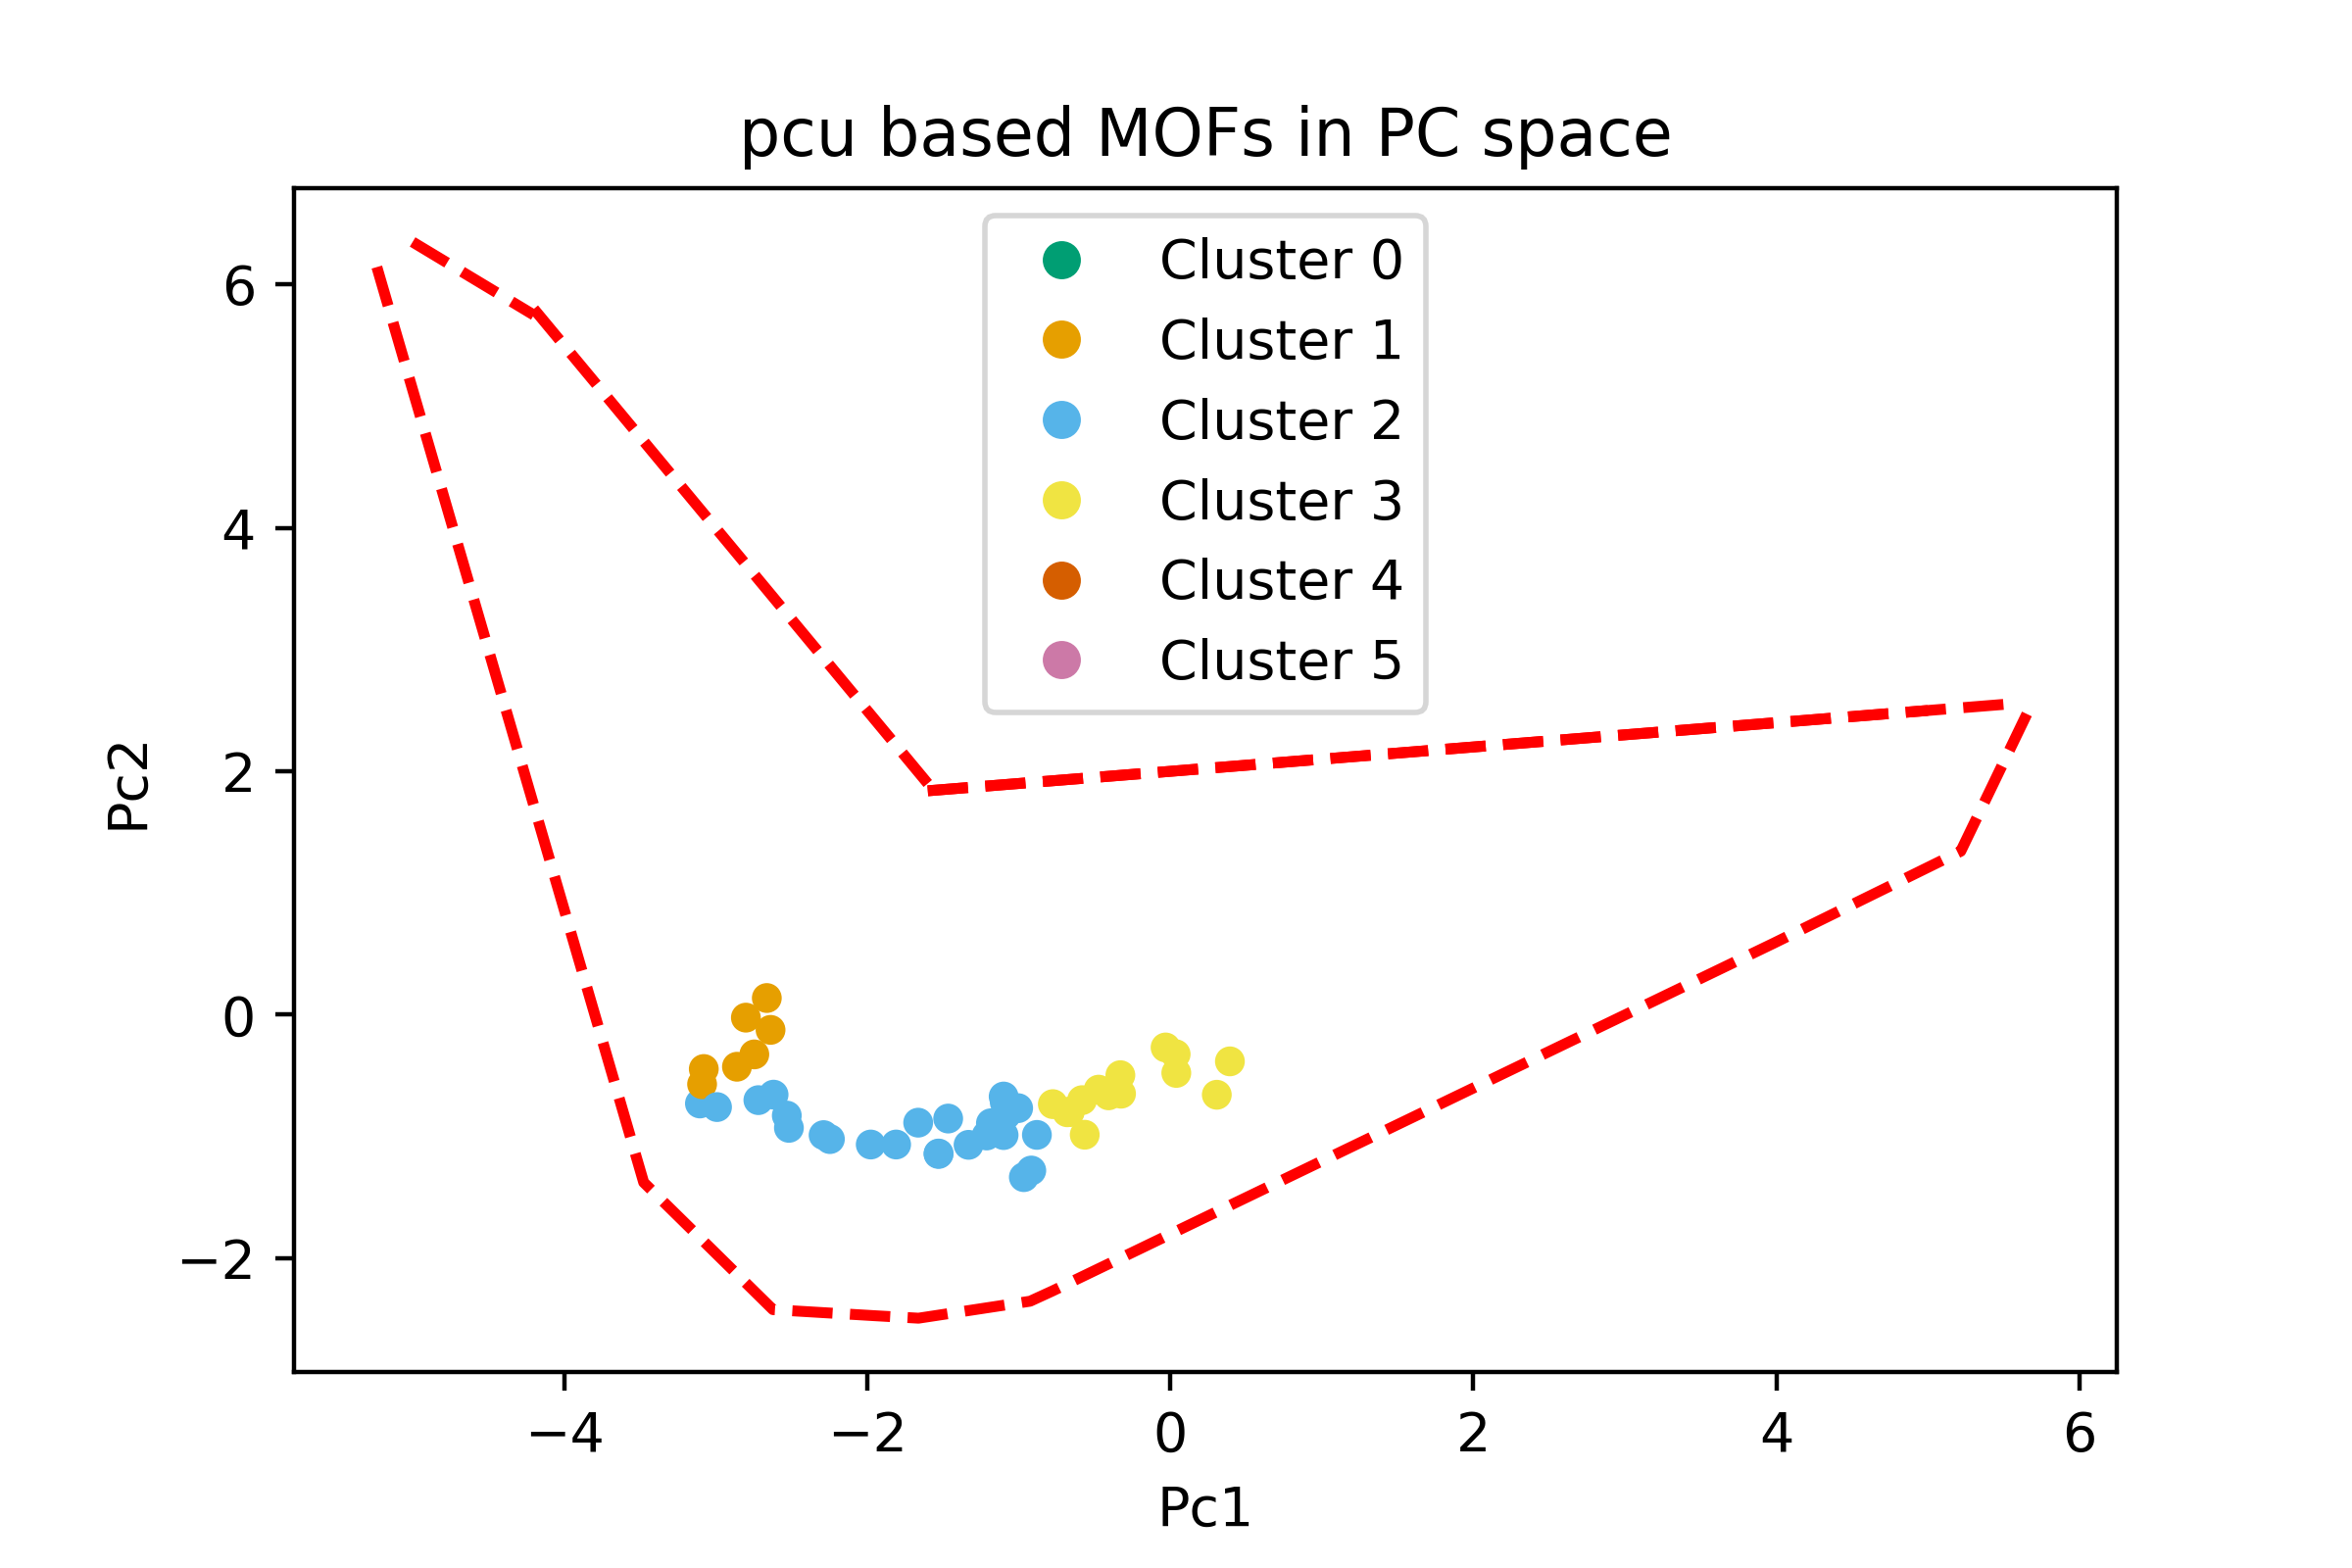 pcu based MOFs in PC space
Cluster 0
Cluster 1
Cluster 2
Cluster 3
Cluster 4
Cluster 5
6
4
2
0
−2
Pc2
−4 −2 0 2 4 6
Pc1